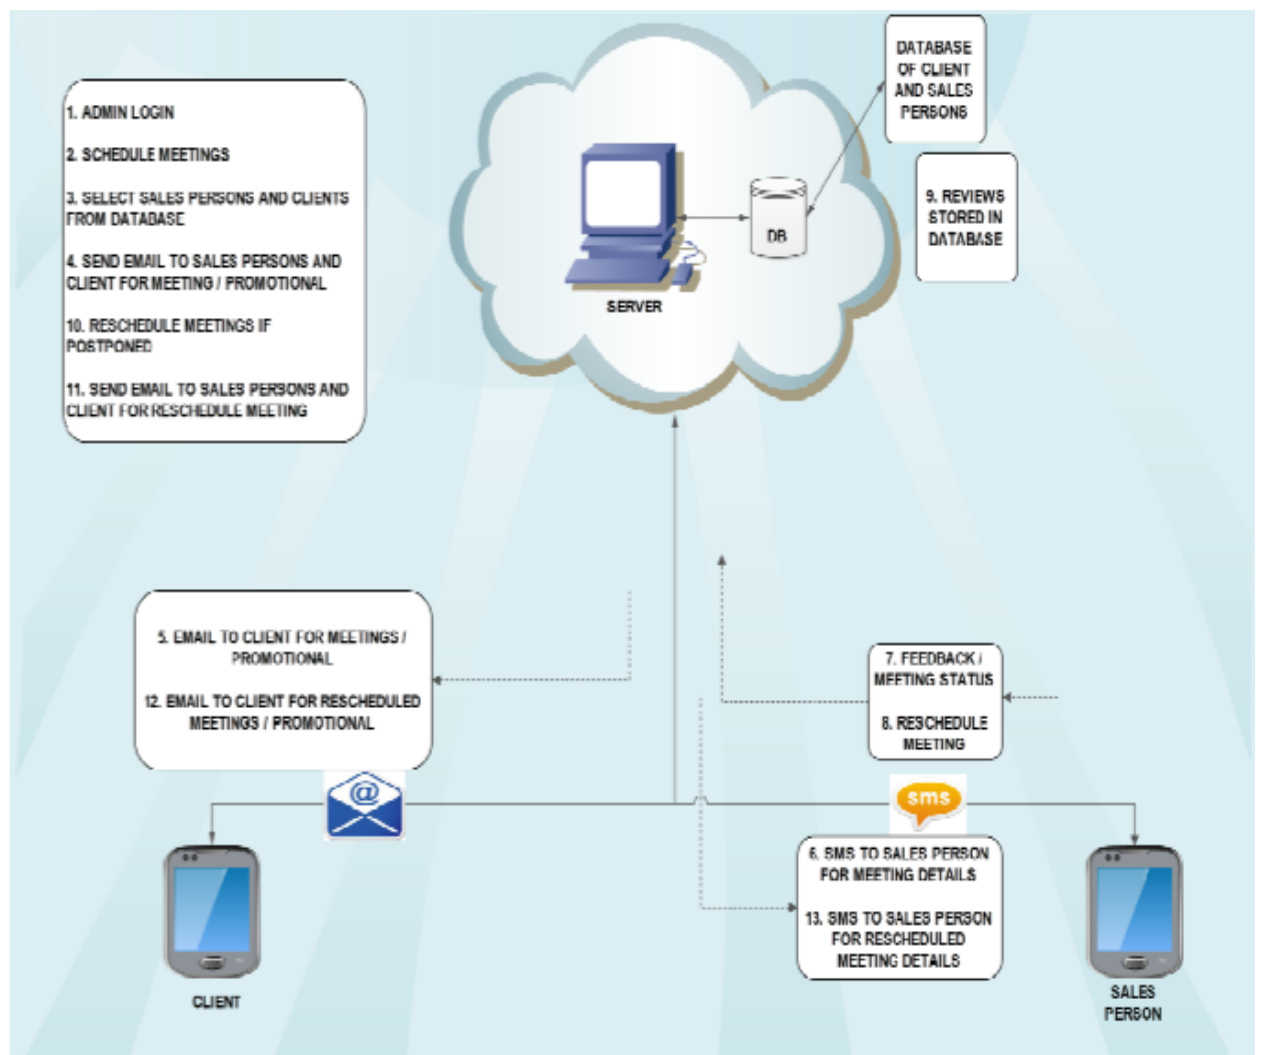 DATABASE
OF CLIENT
AND SALES
PERSONS
1. ADMIN LOGIN
2. SCHEDULE MEETINGS
3. SELECT SALES PERSONS AND CLIENTS
FROM DATABASE
4. SEND EMAIL TO SALES PERSONS AND
CLIENT FOR MEETING / PROMOTIONAL
10. RESCHEDULE MEETINGS IF
POSTPONED
11. SEND EMAIL TO SALES PERSONS AND
CLIENT FOR RESCHEDULE MEETING
9. REVIEWS
STORED IN
DATABASE
DB
SERVER
5. EMAIL TO CLIENT FOR MEETINGS /
PROMOTIONAL
12. EMAIL TO CLIENT FOR RESCHEDULED
MEETINGS / PROMOTIONAL
7. FEEDBACK /
MEETING STATUS
8. RESCHEDULE
MEETING
@
sms
6. SMS TO SALES PERSON
FOR MEETING DETAILS
13. SMS TO SALES PERSON
FOR RESCHEDULED
MEETING DETAILS
CLIENT
SALES
PERSON